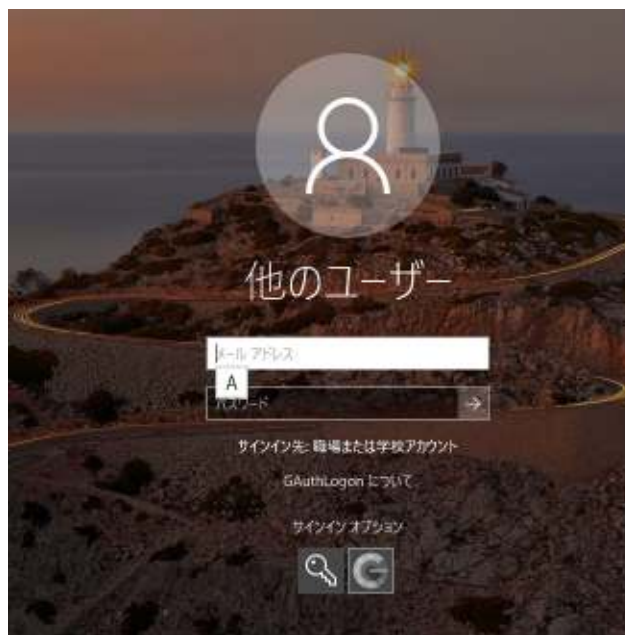 他のユーザー
メール アドレス
A
パスワード
サインイン先: 職場または学校アカウント
GAuthLogon について
サインイン オプション